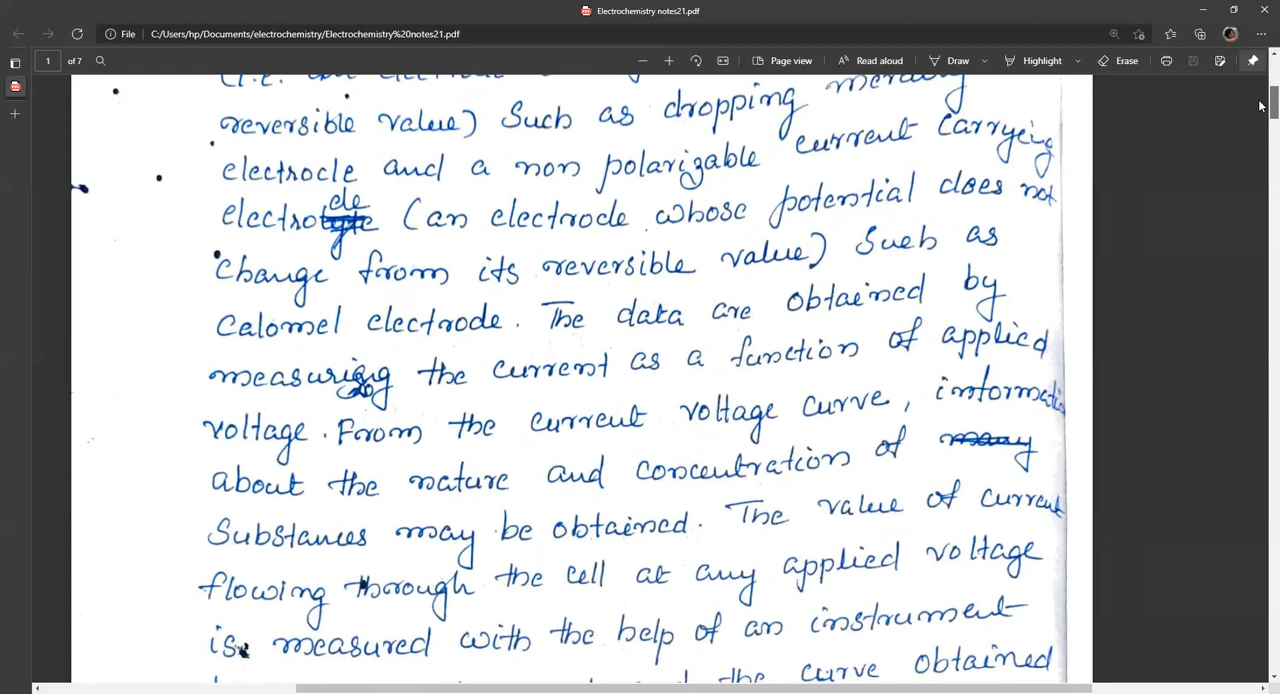 Electrochemistry notes21.pdf
File C:/Users/hp/Documents/electrochemistry/Electrochemistry%20notes21.pdf
1 of 7 Page view Read aloud Draw Highlight Erase
reversible value) Such as dropping mercury
electrode and a non polarizable current carrying
electrode (an electrode whose potential does not
change from its reversible value) Such as
Calomel electrode. The data are obtained by
measuring the current as a function of applied
voltage. From the current voltage curve, informatio
about the nature and concentration of many
Substances may be obtained. The value of current
flowing through the cell at any applied voltage
is measured with the help of an instrument
the curve obtained